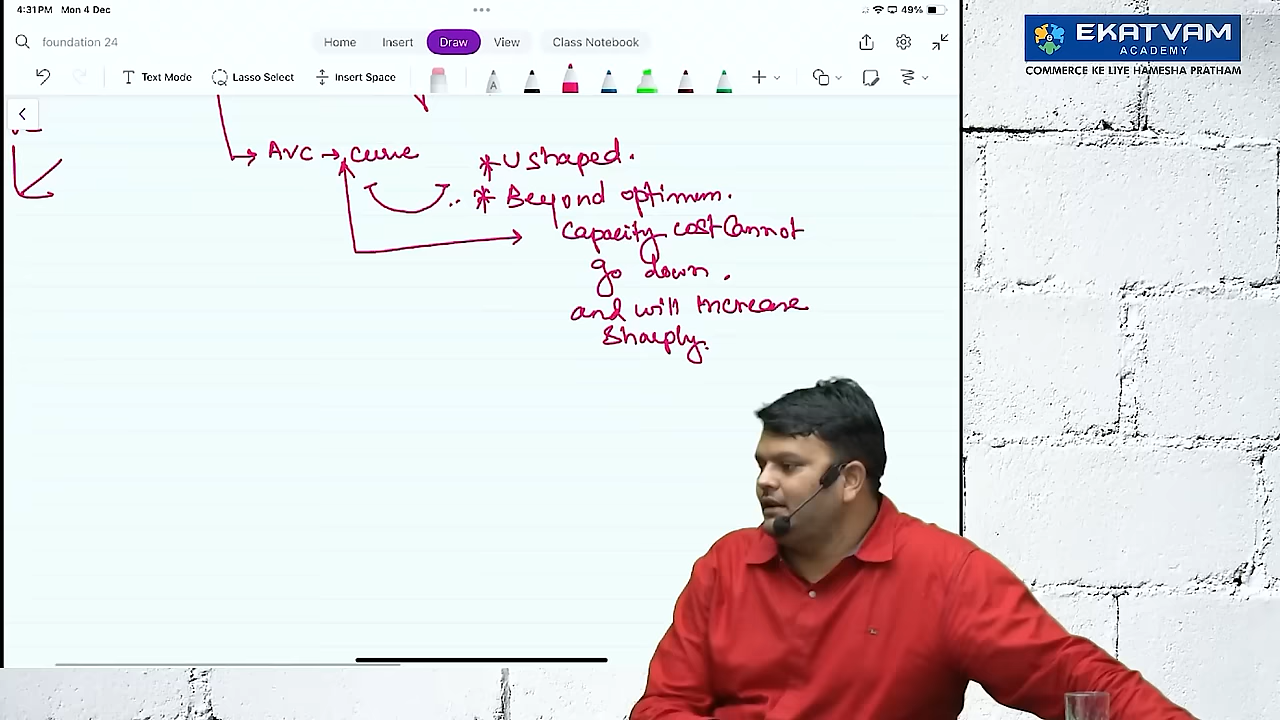 4:31PM Mon 4 Dec
49%
foundation 24
Home Insert Draw View Class Notebook
Text Mode Lasso Select Insert Space
EKATVAM
ACADEMY
COMMERCE KE LIYE HAMESHA PRATHAM
AVC → curve
* U shaped.
* Beyond optimum.
capacity cost cannot
go down.
and will increase
sharply.